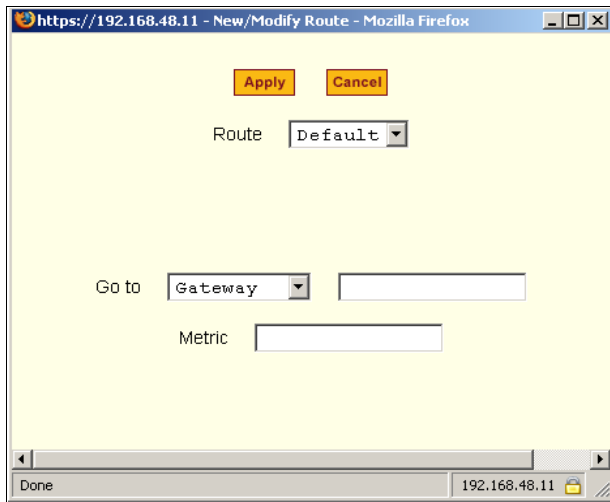 https://192.168.48.11 - New/Modify Route - Mozilla Firefox
Apply Cancel
Route Default
Go to Gateway
Metric
Done 192.168.48.11